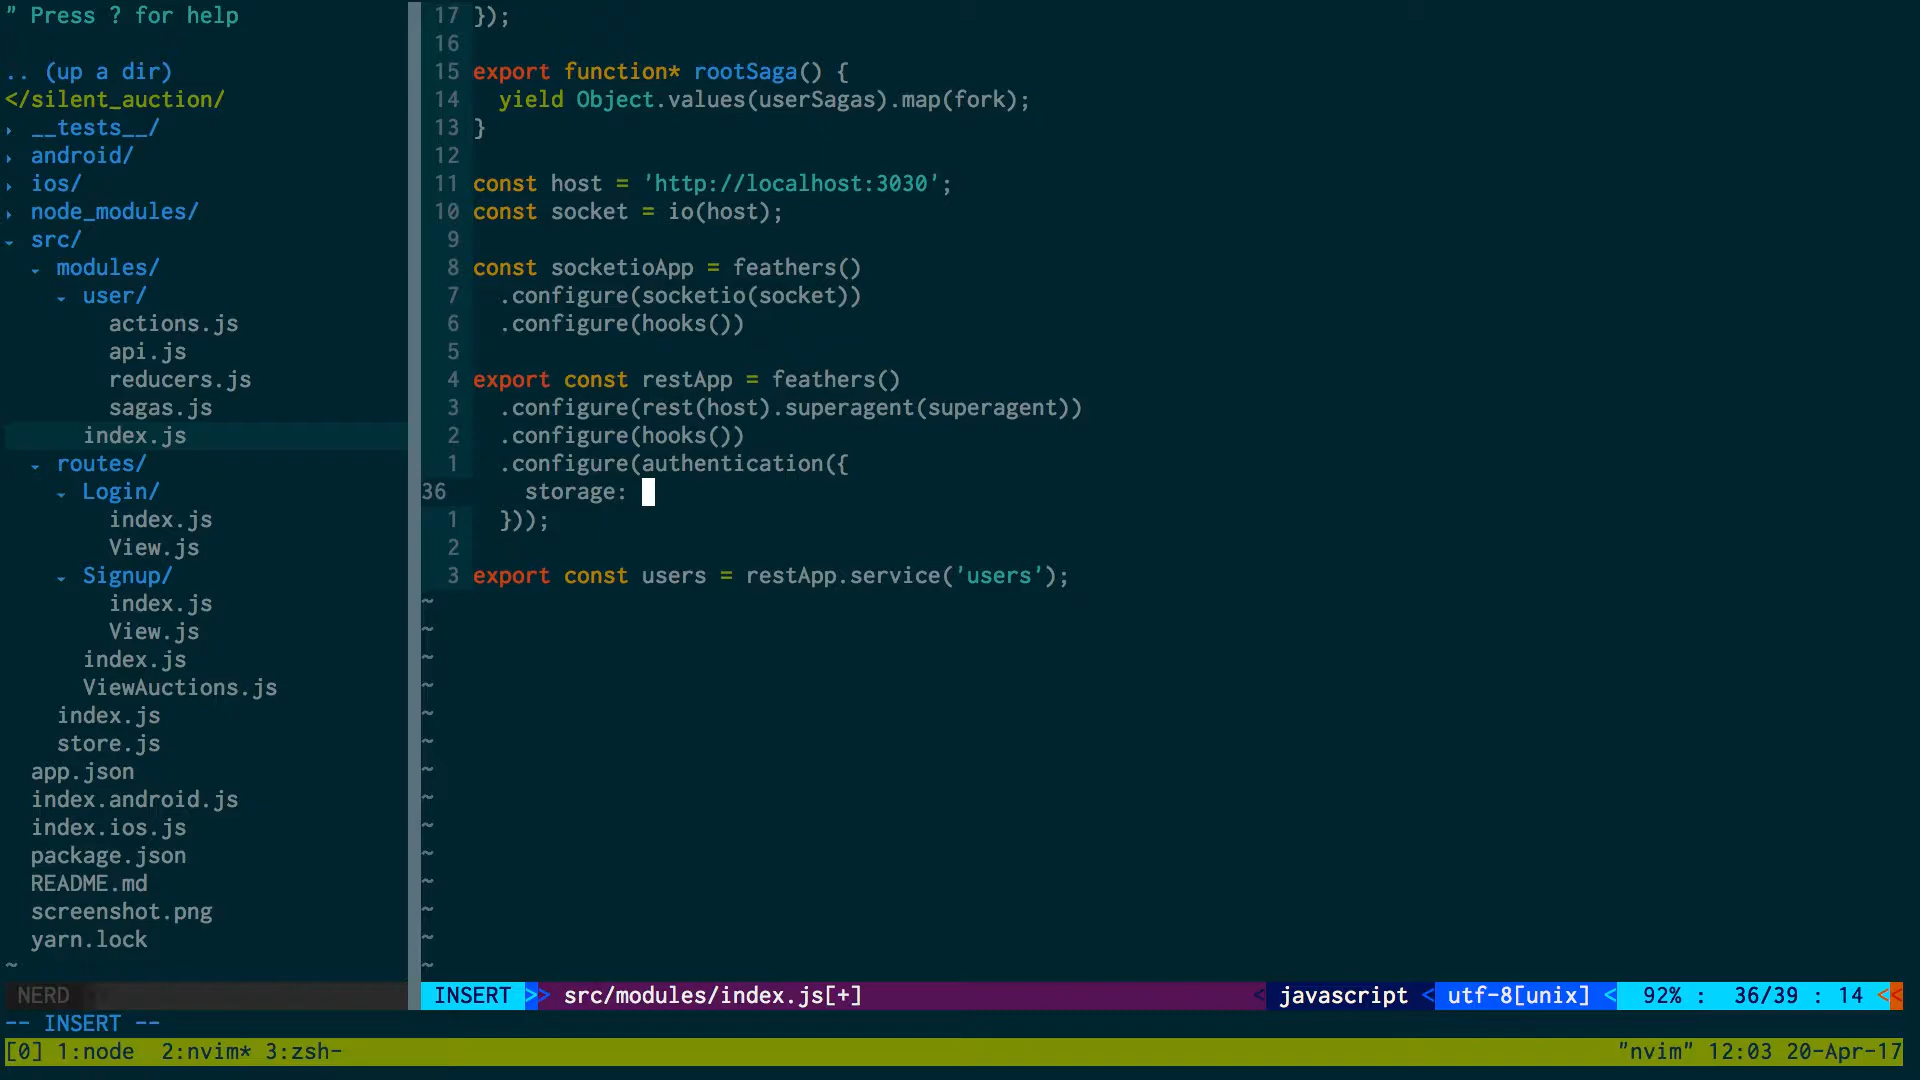 " Press ? for help
.. (up a dir)
</silent_auction/
▸ __tests__/
▸ android/
▸ ios/
▸ node_modules/
▾ src/
▾ modules/
▾ user/
actions.js
api.js
reducers.js
sagas.js
index.js
▾ routes/
▾ Login/
index.js
View.js
▾ Signup/
index.js
View.js
index.js
ViewAuctions.js
index.js
store.js
app.json
index.android.js
index.ios.js
package.json
README.md
screenshot.png
yarn.lock
~
NERD
17 });
16
15 export function* rootSaga() {
14   yield Object.values(userSagas).map(fork);
13 }
12
11 const host = 'http://localhost:3030';
10 const socket = io(host);
9
8 const socketioApp = feathers()
7   .configure(socketio(socket))
6   .configure(hooks())
5
4 export const restApp = feathers()
3   .configure(rest(host).superagent(superagent))
2   .configure(hooks())
1   .configure(authentication({
36     storage:
1   }));
2
3 export const users = restApp.service('users');
~
~
~
~
~
~
~
~
~
~
~
~
~
~
INSERT >> src/modules/index.js[+] < javascript < utf-8[unix] < 92% : 36/39 : 14 <<
-- INSERT --
[0] 1:node 2:nvim* 3:zsh- "nvim" 12:03 20-Apr-17